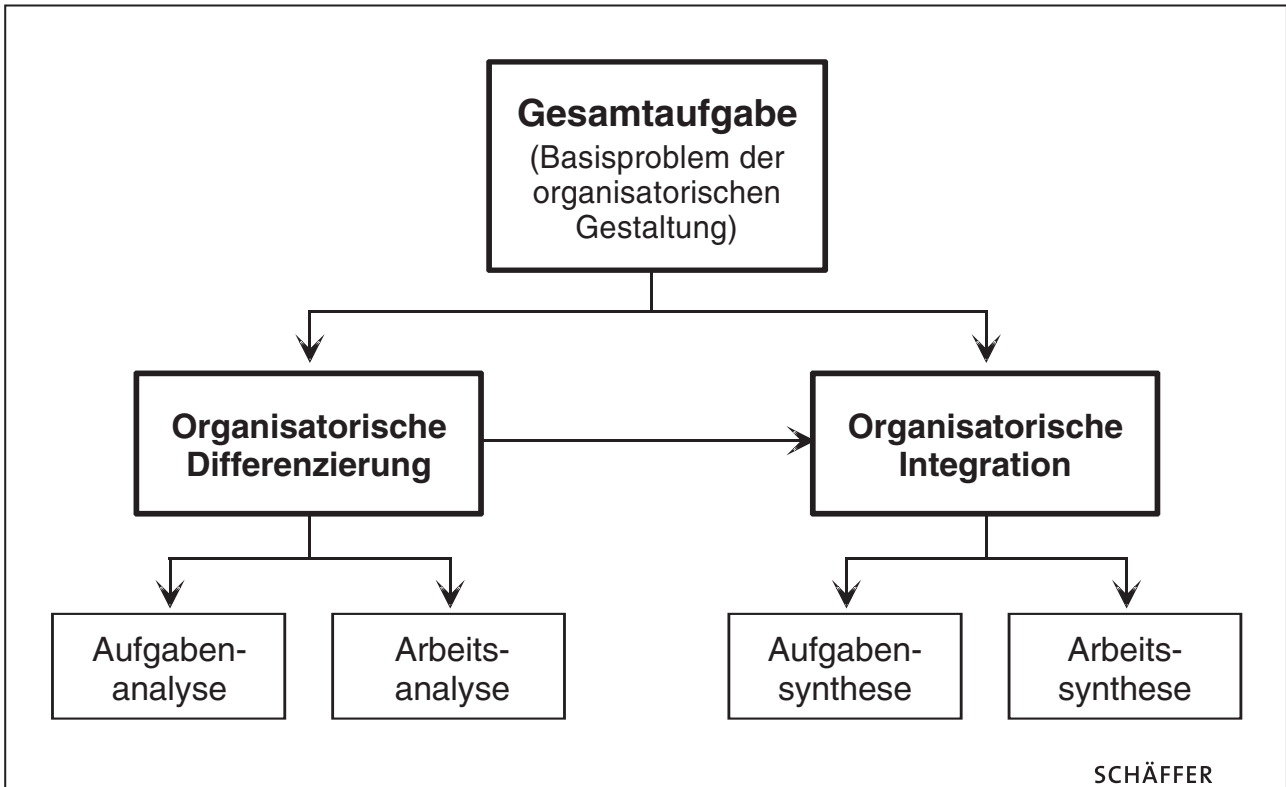 Gesamtaufgabe
(Basisproblem der
organisatorischen
Gestaltung)
Organisatorische
Differenzierung
Organisatorische
Integration
Aufgaben-
analyse
Arbeits-
analyse
Aufgaben-
synthese
Arbeits-
synthese
SCHÄFFER